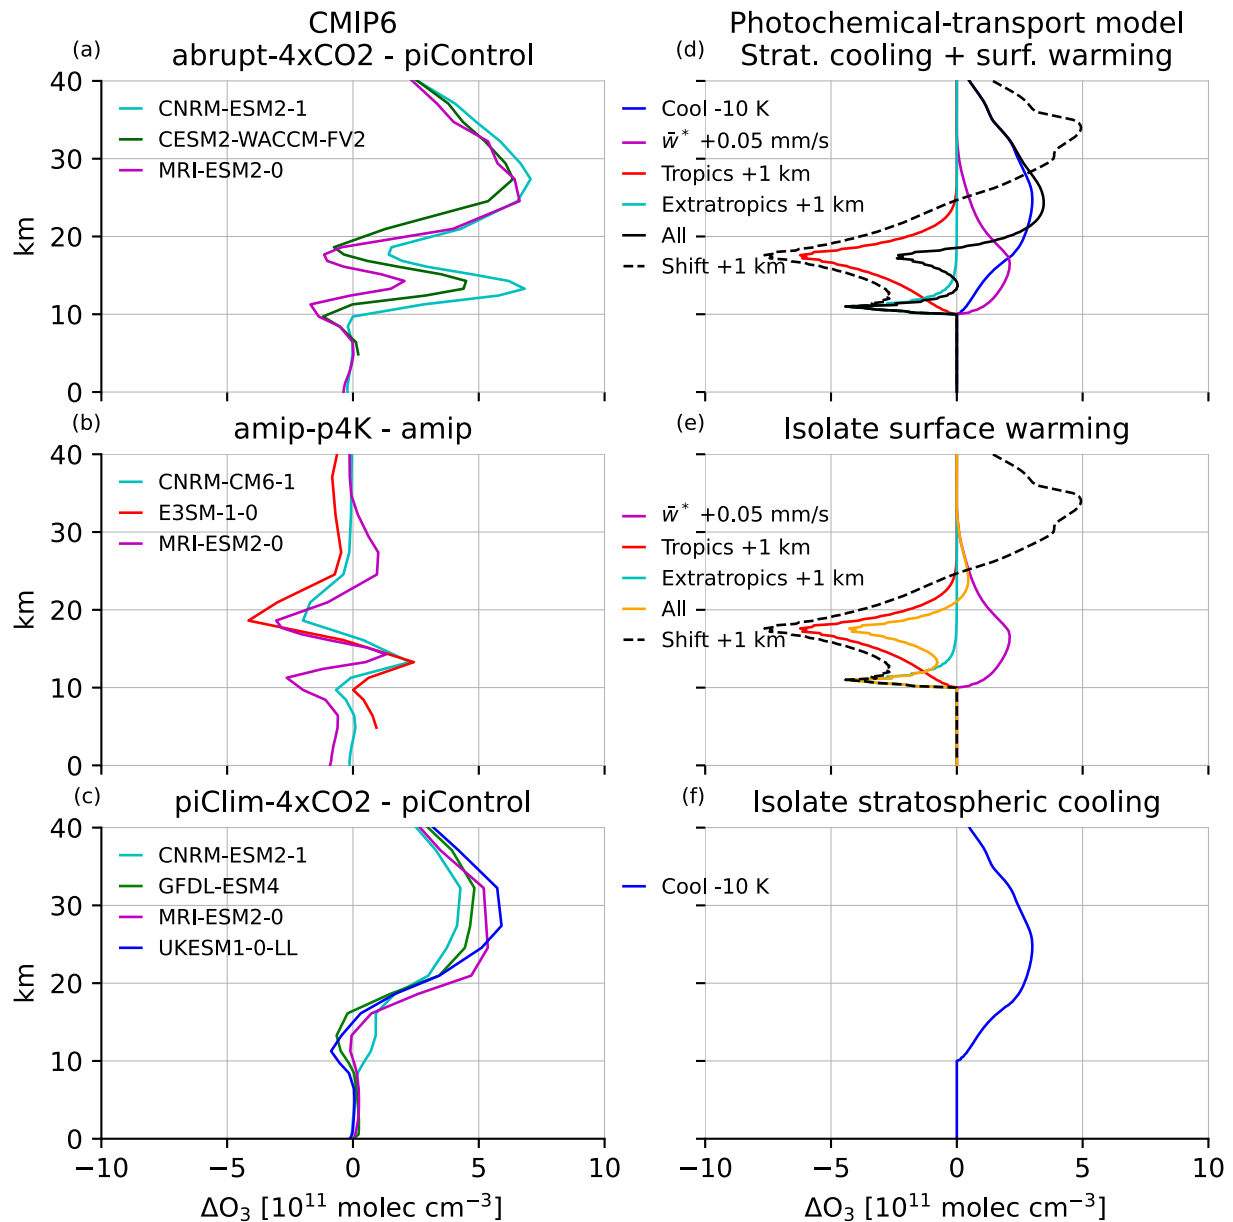 CMIP6
(a)
abrupt-4xCO2 - piControl
CNRM-ESM2-1
CESM2-WACCM-FV2
MRI-ESM2-0
40
30
20
10
0
km
Photochemical-transport model
(d)
Strat. cooling + surf. warming
Cool -10 K
w̄* +0.05 mm/s
Tropics +1 km
Extratropics +1 km
All
Shift +1 km
−10
−5
0
5
10
(b)
amip-p4K - amip
CNRM-CM6-1
E3SM-1-0
MRI-ESM2-0
40
30
20
10
0
km
(e)
Isolate surface warming
w̄* +0.05 mm/s
Tropics +1 km
Extratropics +1 km
All
Shift +1 km
(c)
piClim-4xCO2 - piControl
CNRM-ESM2-1
GFDL-ESM4
MRI-ESM2-0
UKESM1-0-LL
40
30
20
10
0
km
−10
−5
0
5
10
ΔO₃ [10¹¹ molec cm⁻³]
(f)
Isolate stratospheric cooling
Cool -10 K
−10
−5
0
5
10
ΔO₃ [10¹¹ molec cm⁻³]